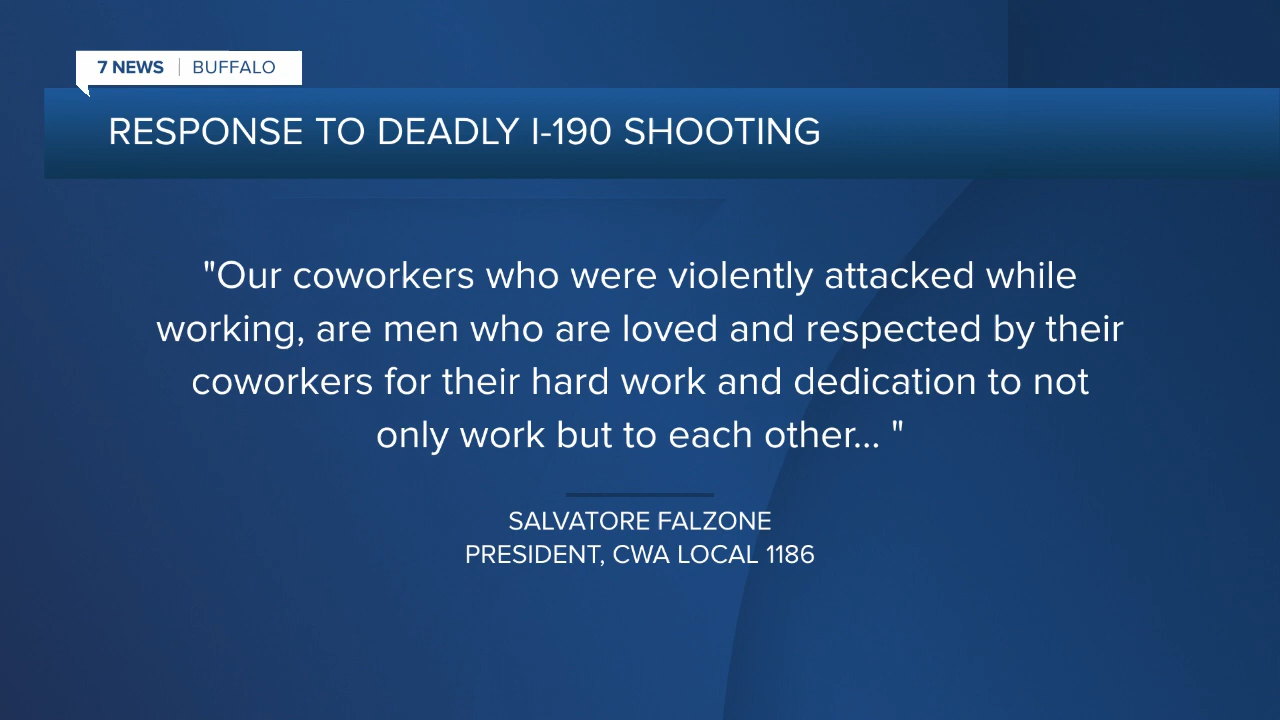 7 NEWS | BUFFALO
RESPONSE TO DEADLY I-190 SHOOTING
"Our coworkers who were violently attacked while
working, are men who are loved and respected by their
coworkers for their hard work and dedication to not
only work but to each other... "
SALVATORE FALZONE
PRESIDENT, CWA LOCAL 1186